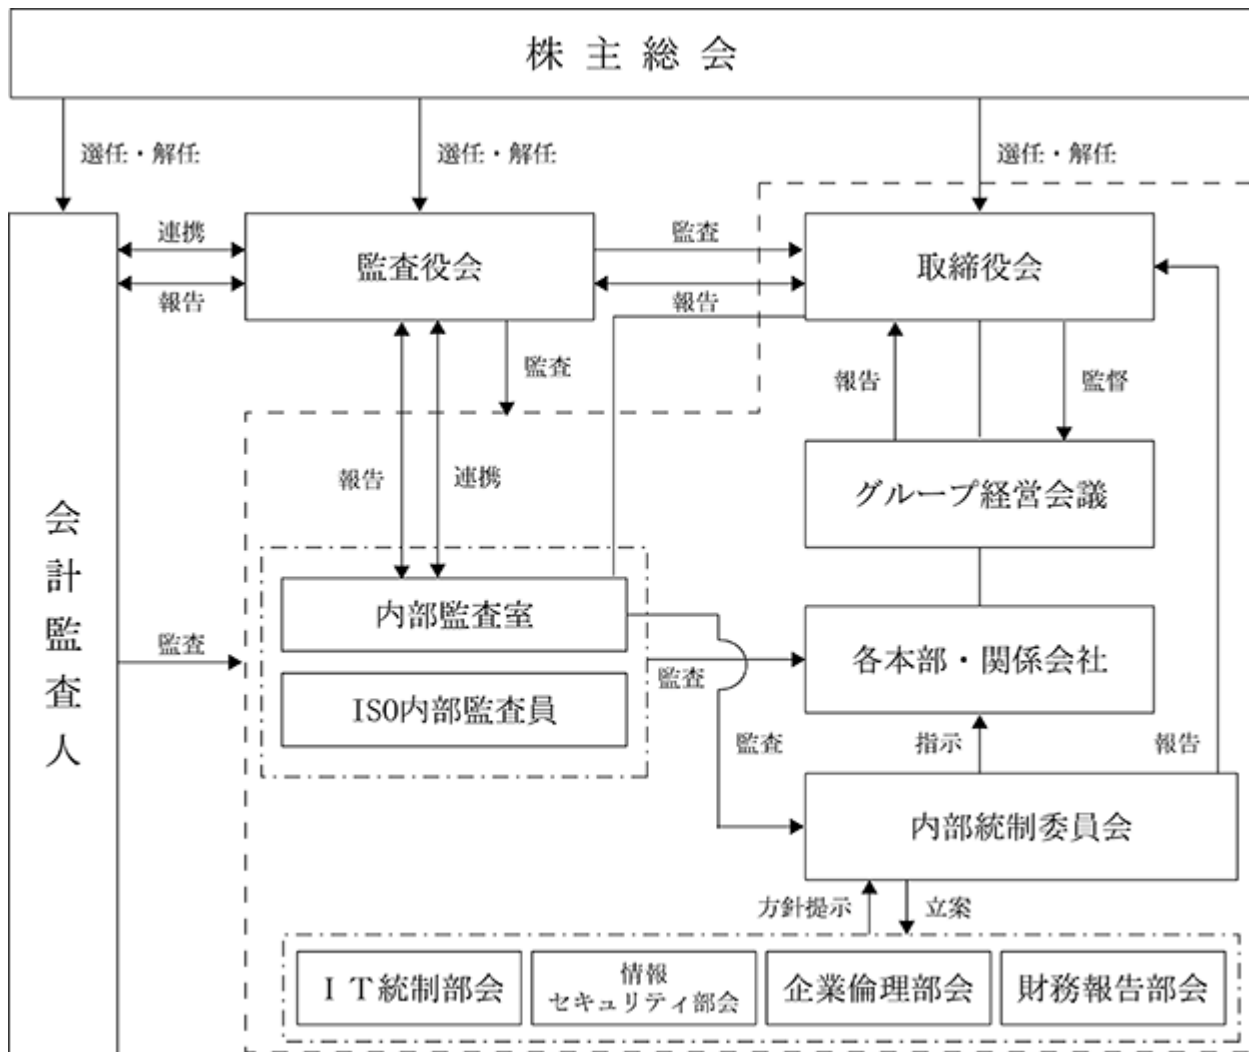 株主総会
選任・解任
選任・解任
選任・解任
連携
報告
監査役会
監査
報告
取締役会
監査
報告
監督
報告
連携
グループ経営会議
会計監査人
内部監査室
監査
ISO内部監査員
監査
各本部・関係会社
監査
指示
報告
内部統制委員会
方針提示
立案
IT統制部会
情報
セキュリティ部会
企業倫理部会
財務報告部会